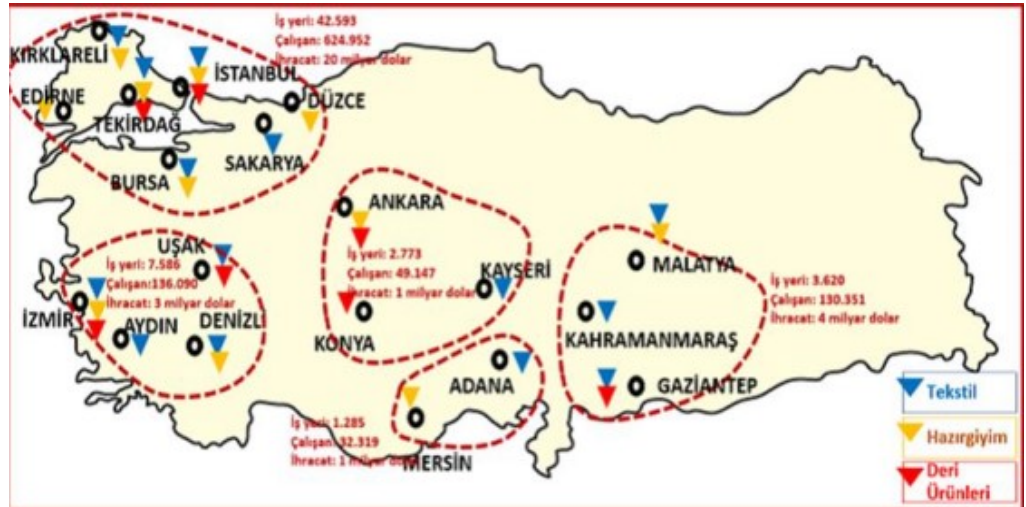 İş yeri: 42.593
Çalışan: 624.952
İhracat: 20 milyar dolar
KIRKLARELİ
İSTANBUL
EDİRNE
TEKİRDAĞ
DÜZCE
SAKARYA
BURSA
ANKARA
İş yeri: 2.773
Çalışan: 49.147
İhracat: 1 milyar dolar
KAYSERİ
KONYA
UŞAK
İş yeri: 7.586
Çalışan:136.090
İhracat: 3 milyar dolar
İZMİR
AYDIN
DENİZLİ
MALATYA
İş yeri: 3.620
Çalışan: 130.351
İhracat: 4 milyar dolar
KAHRAMANMARAŞ
GAZİANTEP
ADANA
İş yeri: 1.285
Çalışan: 32.319
İhracat: 1 milyar dolar
MERSİN
Tekstil
Hazırgiyim
Deri
Ürünleri